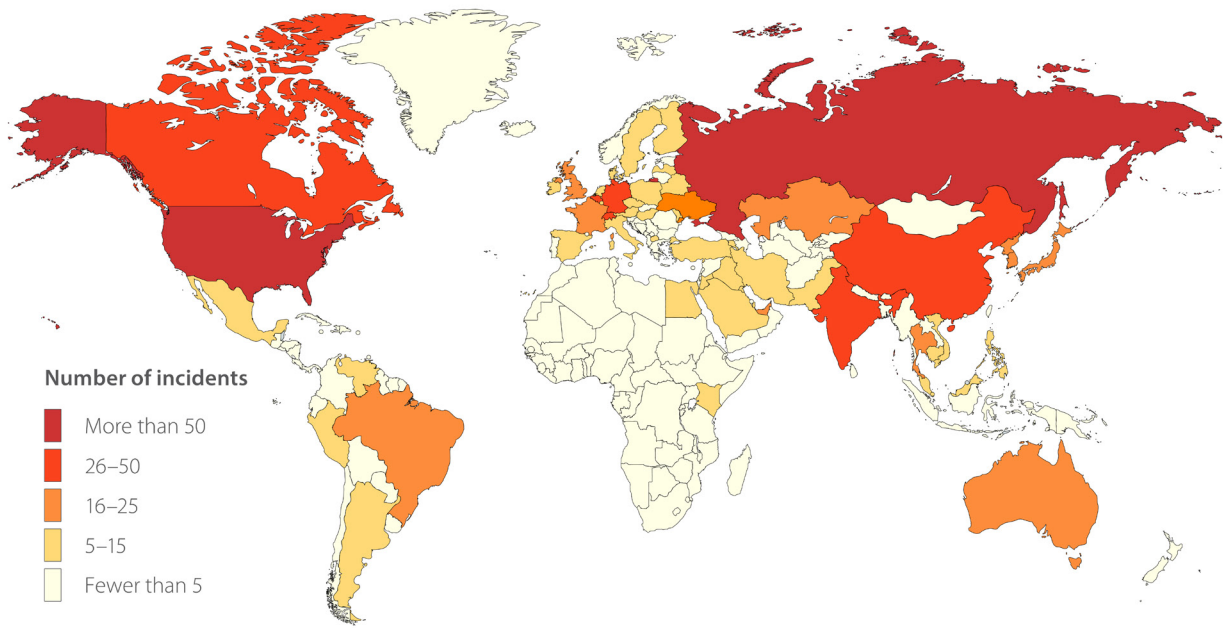 Number of incidents
More than 50
26–50
16–25
5–15
Fewer than 5